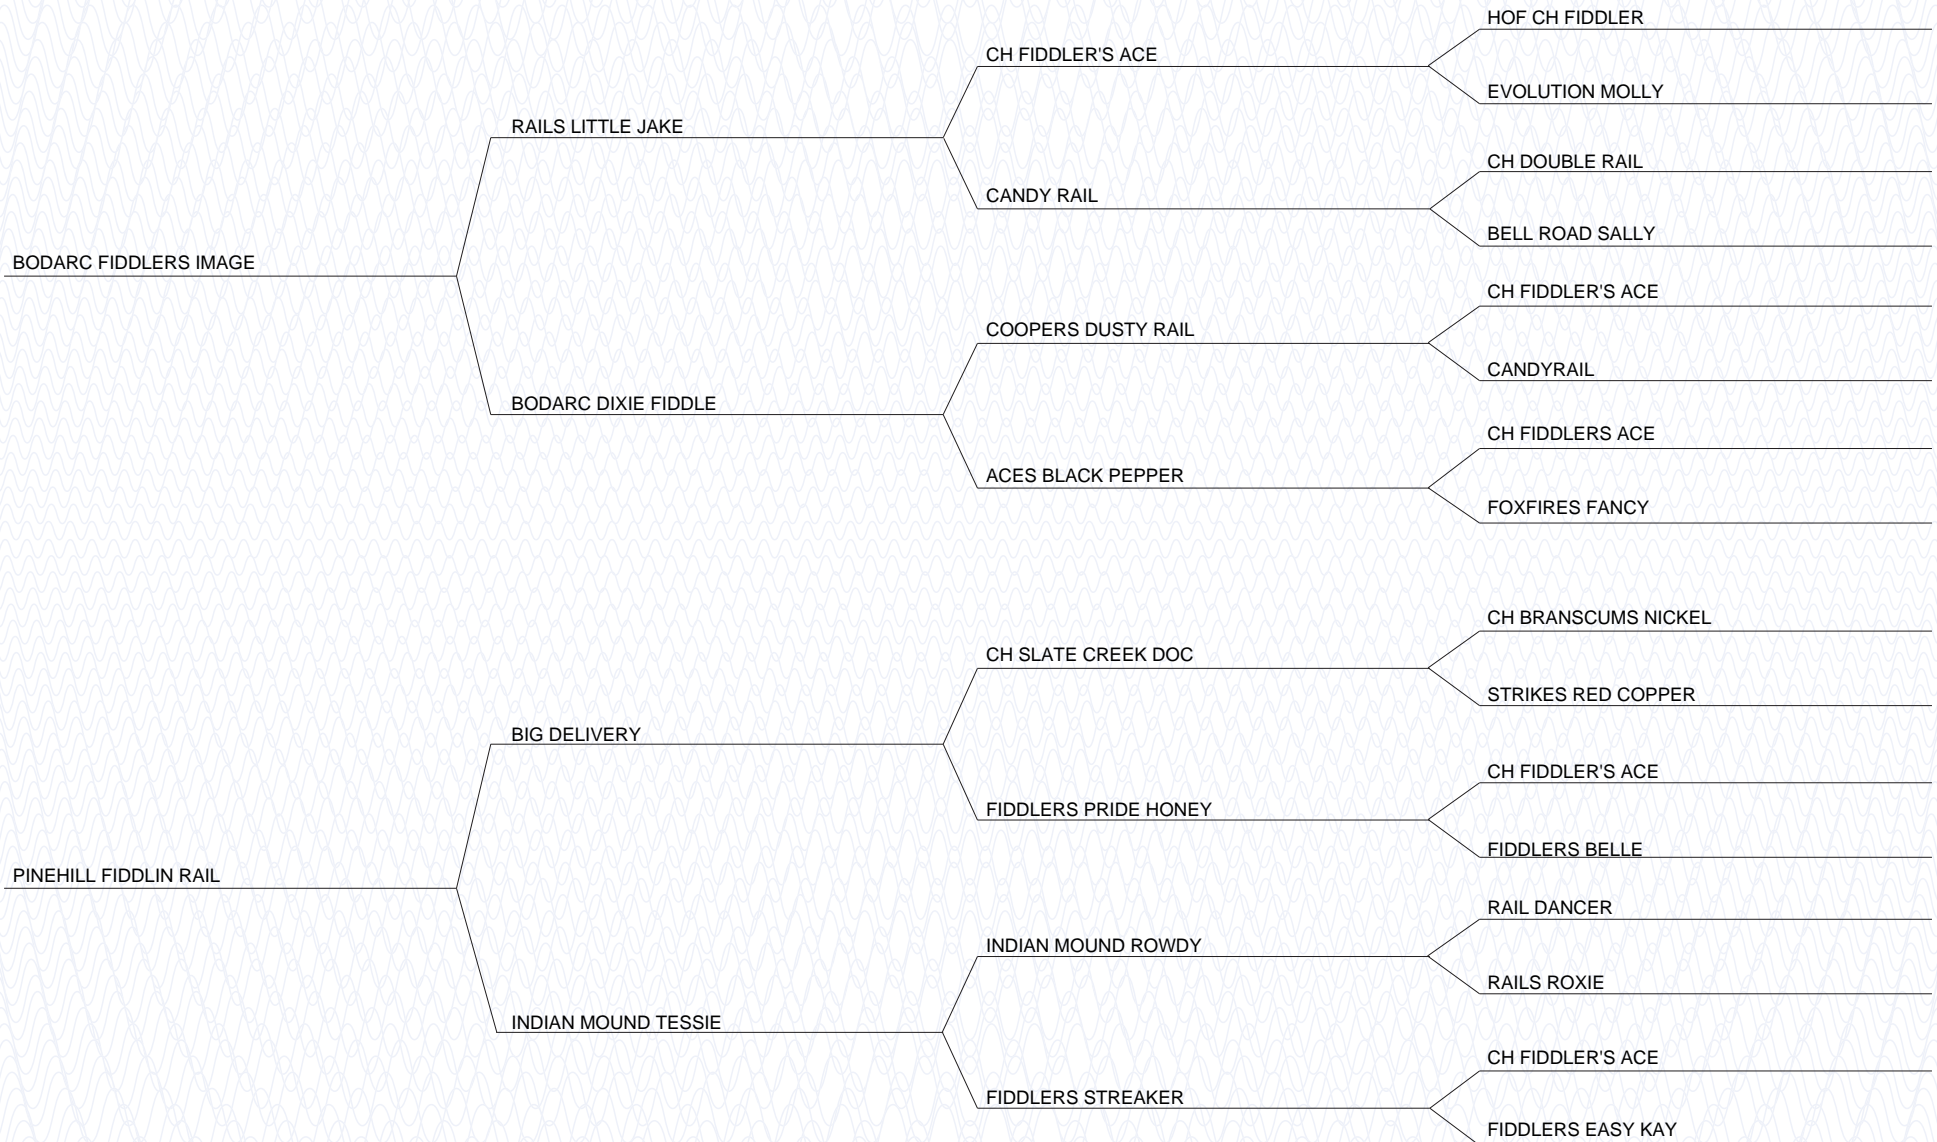 HOF CH FIDDLER
CH FIDDLER'S ACE
EVOLUTION MOLLY
RAILS LITTLE JAKE
CH DOUBLE RAIL
CANDY RAIL
BELL ROAD SALLY
BODARC FIDDLERS IMAGE
CH FIDDLER'S ACE
COOPERS DUSTY RAIL
CANDYRAIL
BODARC DIXIE FIDDLE
CH FIDDLERS ACE
ACES BLACK PEPPER
FOXFIRES FANCY
CH BRANSCUMS NICKEL
CH SLATE CREEK DOC
STRIKES RED COPPER
BIG DELIVERY
CH FIDDLER'S ACE
FIDDLERS PRIDE HONEY
FIDDLERS BELLE
PINEHILL FIDDLIN RAIL
RAIL DANCER
INDIAN MOUND ROWDY
RAILS ROXIE
INDIAN MOUND TESSIE
CH FIDDLER'S ACE
FIDDLERS STREAKER
FIDDLERS EASY KAY